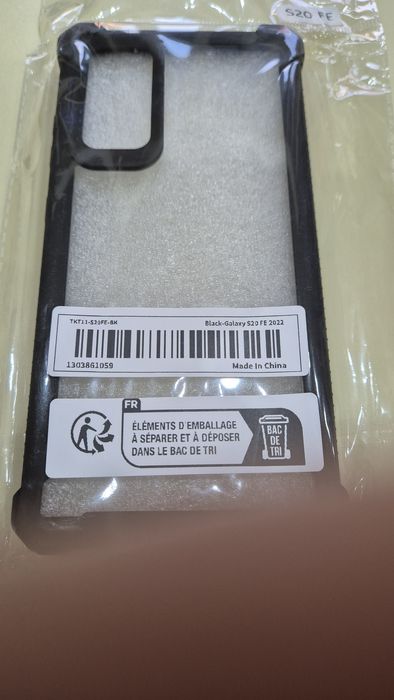 S20 FE
TKT11-S20FE-BK
Black-Galaxy S20 FE 2022
1303861059
Made In China
FR
ÉLÉMENTS D'EMBALLAGE
À SÉPARER ET À DÉPOSER
DANS LE BAC DE TRI
BAC
DE
TRI